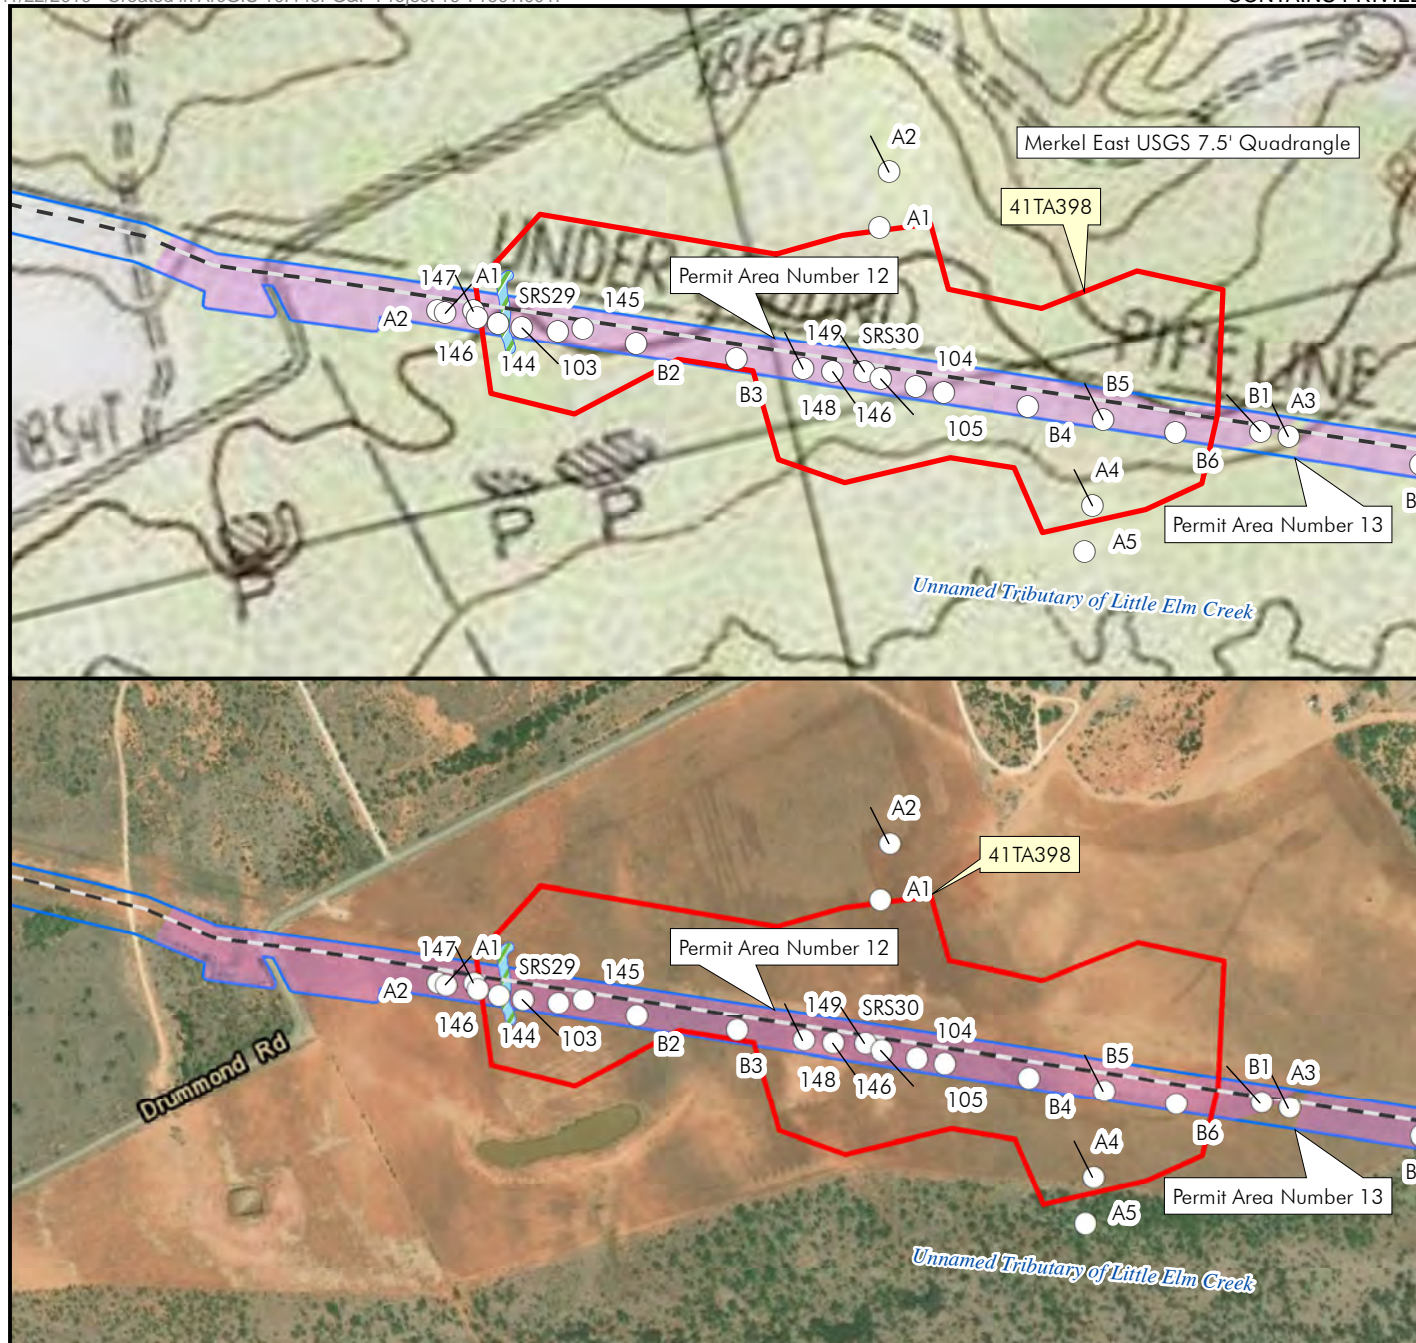 A2
Merkel East USGS 7.5' Quadrangle
41TA398
A1
UNDERGROUND
Permit Area Number 12
147
A1
SRS29
145
A2
146
144
103
B2
B3
149
SRS30
104
148
146
105
B4
B5
B1
A3
PIPELINE
B6
A4
Permit Area Number 13
A5
B
P
P
P
Unnamed Tributary of Little Elm Creek
A2
41TA398
A1
Permit Area Number 12
147
A1
SRS29
145
A2
146
144
103
B2
B3
149
SRS30
104
148
146
105
B4
B5
B1
A3
B6
A4
Permit Area Number 13
A5
B
Drummond Rd
Unnamed Tributary of Little Elm Creek